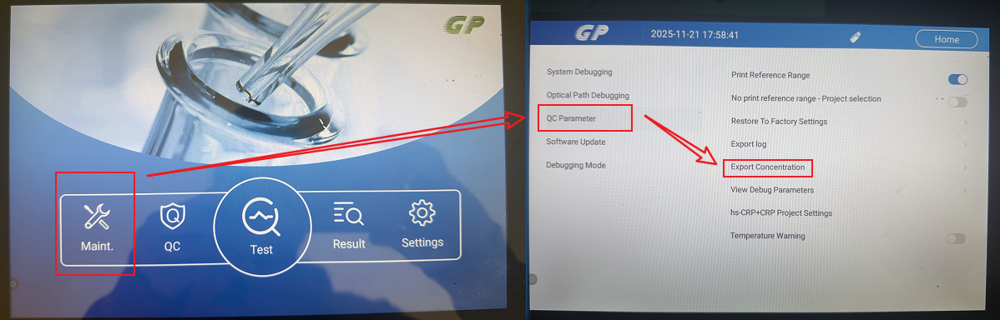 GP
Maint.
QC
Test
Result
Settings
GP
2025-11-21 17:58:41
Home
System Debugging
Optical Path Debugging
QC Parameter
Software Update
Debugging Mode
Print Reference Range
No print reference range - Project selection
Restore To Factory Settings
Export log
Export Concentration
View Debug Parameters
hs-CRP+CRP Project Settings
Temperature Warning